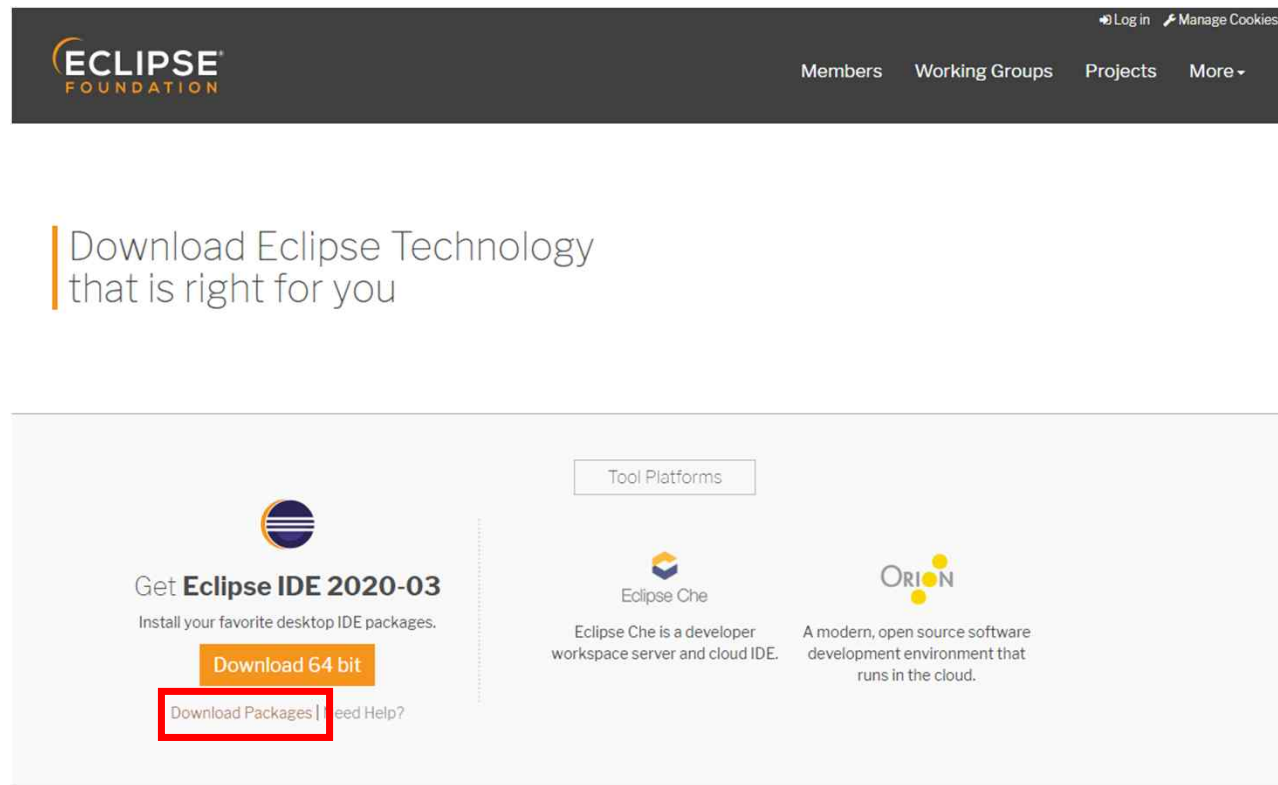 Log in Manage Cookies
ECLIPSE
FOUNDATION
Members Working Groups Projects More
Download Eclipse Technology
that is right for you
Tool Platforms
Get Eclipse IDE 2020-03
Install your favorite desktop IDE packages.
Download 64 bit
Download Packages | Need Help?
Eclipse Che
Eclipse Che is a developer
workspace server and cloud IDE.
ORION
A modern, open source software
development environment that
runs in the cloud.